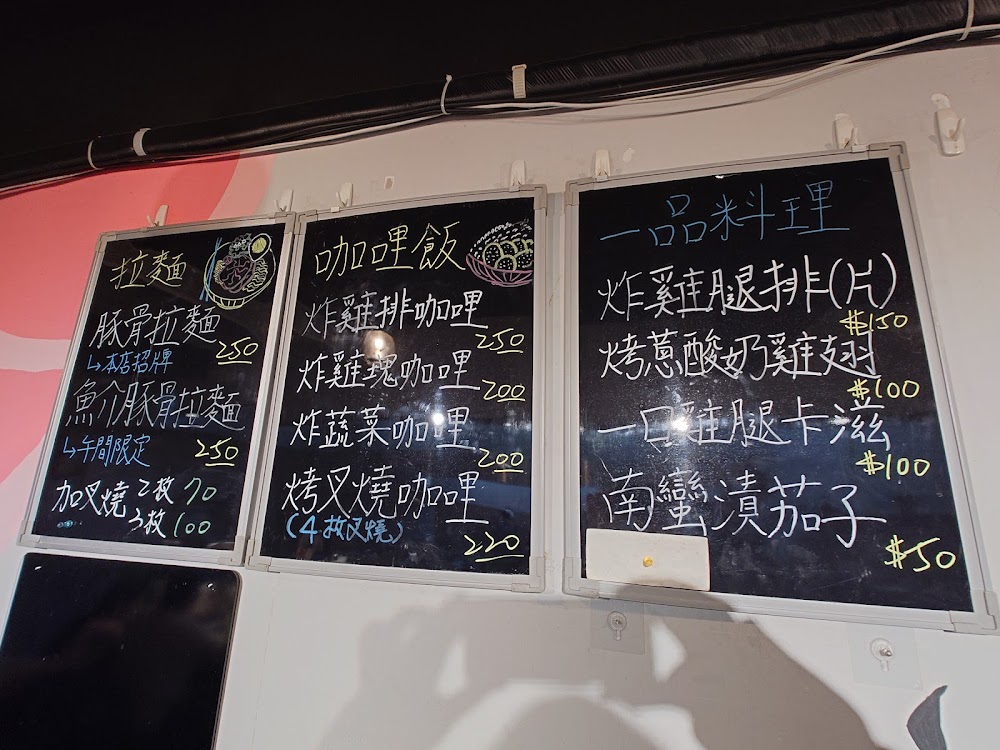 拉麵
豚骨拉麵
250
↳本店招牌
魚介豚骨拉麵
↳午間限定 250
加叉燒 2枚 70
3枚 100
咖哩飯
炸雞排咖哩
250
炸雞塊咖哩
200
炸蔬菜咖哩
200
烤叉燒咖哩
(4枚叉燒)
220
一品料理
炸雞腿排(片)
$150
烤蔥酸奶雞翅
$100
一口雞腿卡滋
$100
南蠻漬茄子
$50